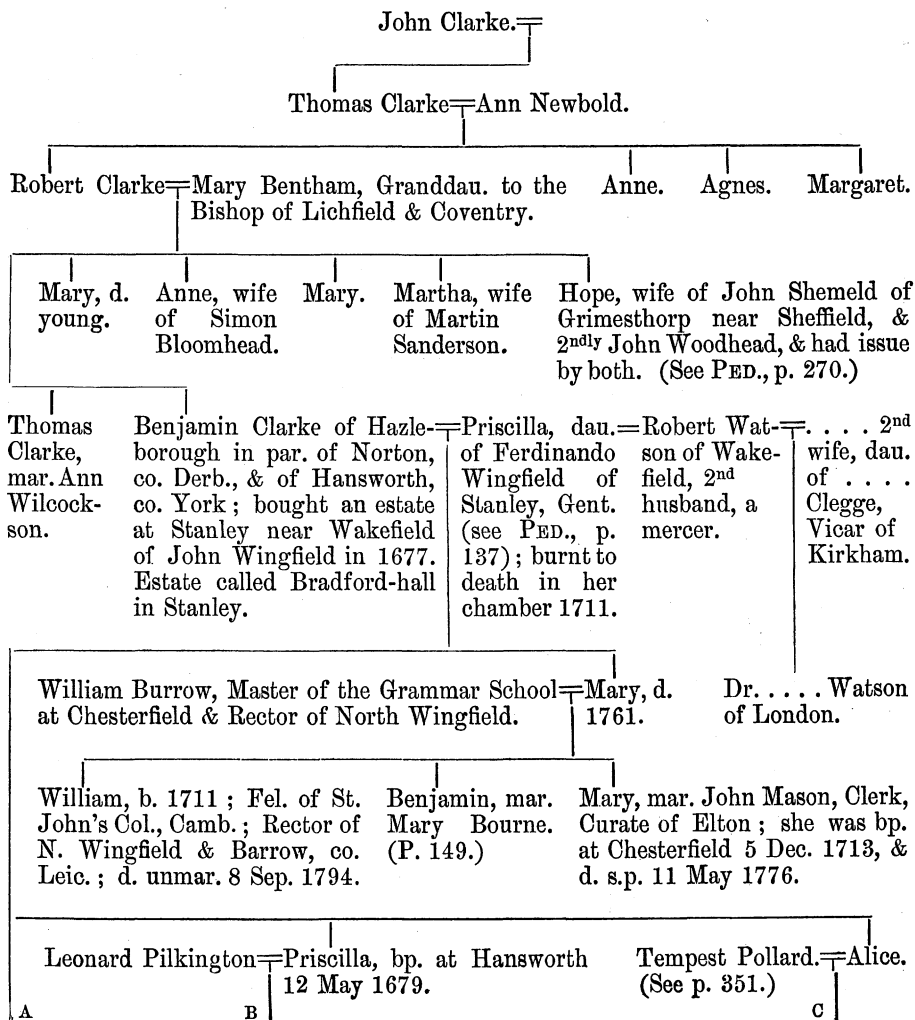 John Clarke.
Thomas Clarke Ann Newbold.
Robert Clarke Mary Bentham, Granddau. to the
Bishop of Lichfield & Coventry.
Anne.
Agnes.
Margaret.
Mary, d.
young.
Anne, wife
of Simon
Bloomhead.
Mary.
Martha, wife
of Martin
Sanderson.
Hope, wife of John Shemeld of
Grimesthorp near Sheffield, &
2ndly John Woodhead, & had issue
by both. (See PED., p. 270.)
Thomas
Clarke,
mar. Ann
Wilcock-
son.
Benjamin Clarke of Hazle-
borough in par. of Norton,
co. Derb., & of Hansworth,
co. York ; bought an estate
at Stanley near Wakefield
of John Wingfield in 1677.
Estate called Bradford-hall
in Stanley.
Priscilla, dau.
of Ferdinando
Wingfield of
Stanley, Gent.
(see PED., p.
137) ; burnt to
death in her
chamber 1711.
Robert Wat-
son of Wake-
field, 2nd
husband, a
mercer.
. . . . 2nd
wife, dau.
of . . . .
Clegge,
Vicar of
Kirkham.
William Burrow, Master of the Grammar School
at Chesterfield & Rector of North Wingfield.
Mary, d.
1761.
Dr. . . . . Watson
of London.
William, b. 1711 ; Fel. of St.
John's Col., Camb. ; Rector of
N. Wingfield & Barrow, co.
Leic. ; d. unmar. 8 Sep. 1794.
Benjamin, mar.
Mary Bourne.
(P. 149.)
Mary, mar. John Mason, Clerk,
Curate of Elton ; she was bp.
at Chesterfield 5 Dec. 1713, &
d. s.p. 11 May 1776.
Leonard Pilkington Priscilla, bp. at Hansworth
12 May 1679.
Tempest Pollard. Alice.
(See p. 351.)
A
B
C